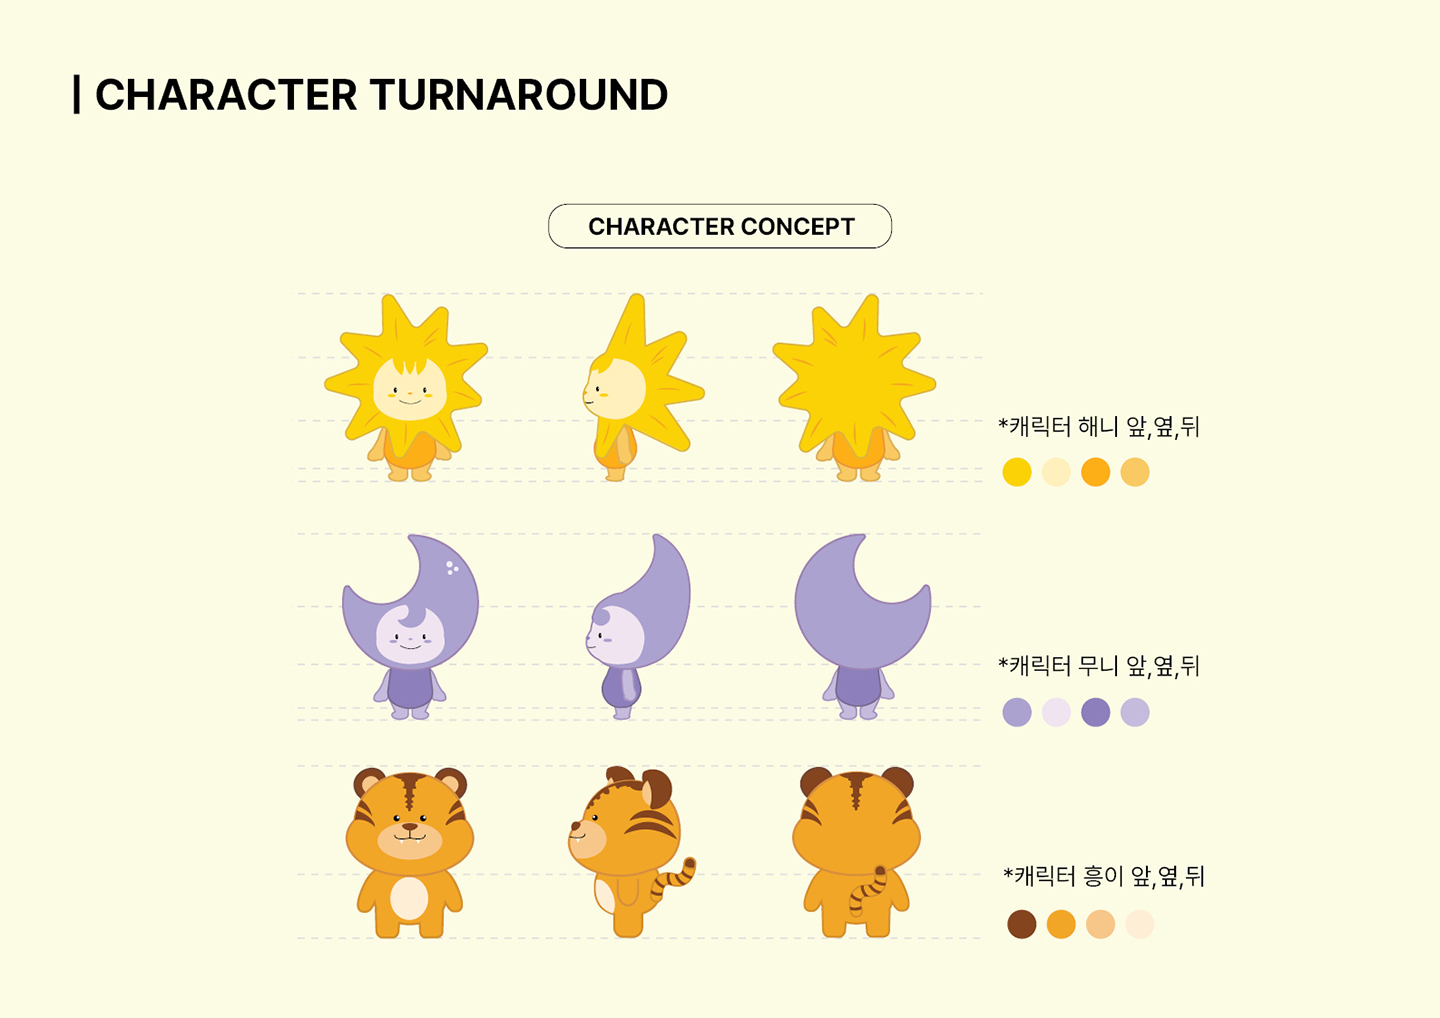 CHARACTER TURNAROUND
CHARACTER CONCEPT
*캐릭터 해니 앞,옆,뒤
*캐릭터 무니 앞,옆,뒤
*캐릭터 흥이 앞,옆,뒤